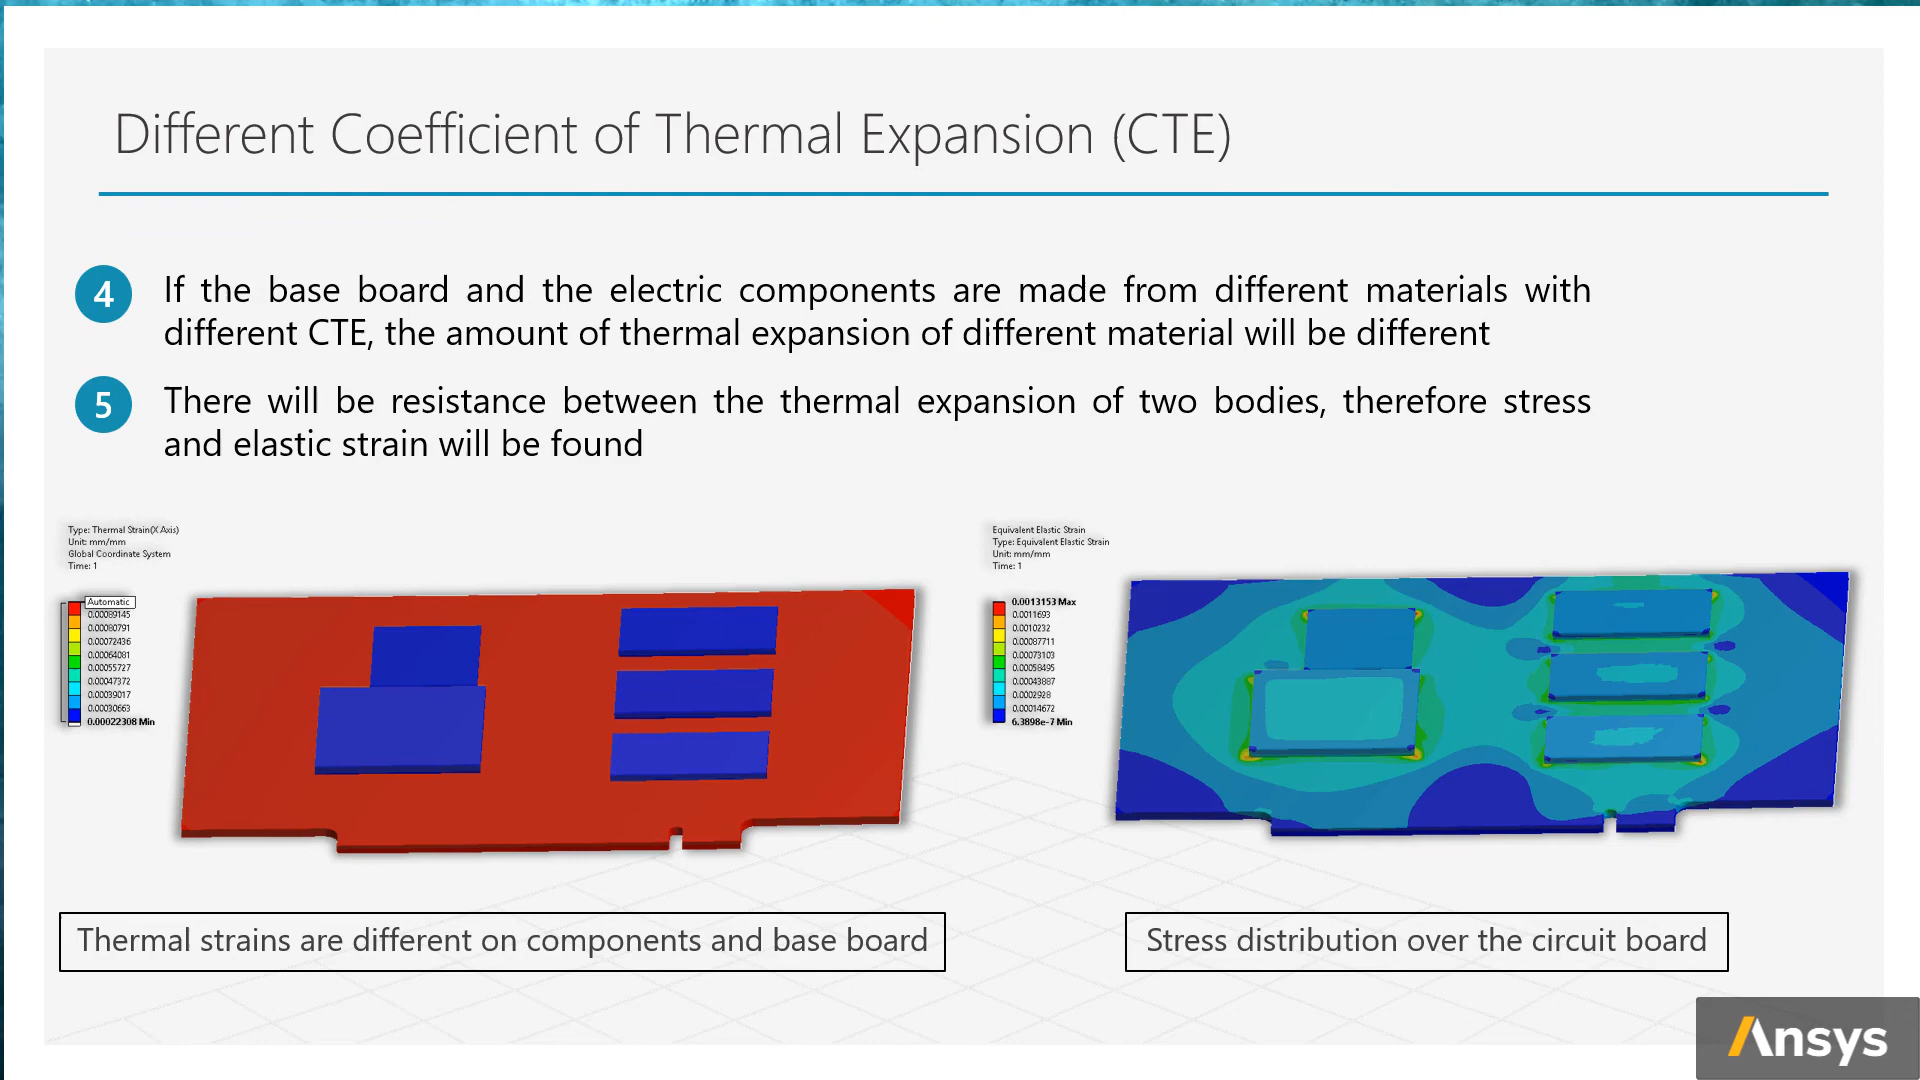 Different Coefficient of Thermal Expansion (CTE)
4
If the base board and the electric components are made from different materials with
different CTE, the amount of thermal expansion of different material will be different
5
There will be resistance between the thermal expansion of two bodies, therefore stress
and elastic strain will be found
Type: Thermal Strain(X Axis)
Unit: mm/mm
Global Coordinate System
Time: 1
Automatic
0.00089145
0.00080791
0.00072436
0.00064081
0.00055727
0.00047372
0.00039017
0.00030663
0.00022308 Min
Equivalent Elastic Strain
Type: Equivalent Elastic Strain
Unit: mm/mm
Time: 1
0.0013153 Max
0.0011693
0.0010232
0.00087711
0.00073103
0.00058495
0.00043887
0.0002928
0.00014672
6.3898e-7 Min
Thermal strains are different on components and base board
Stress distribution over the circuit board
Ansys